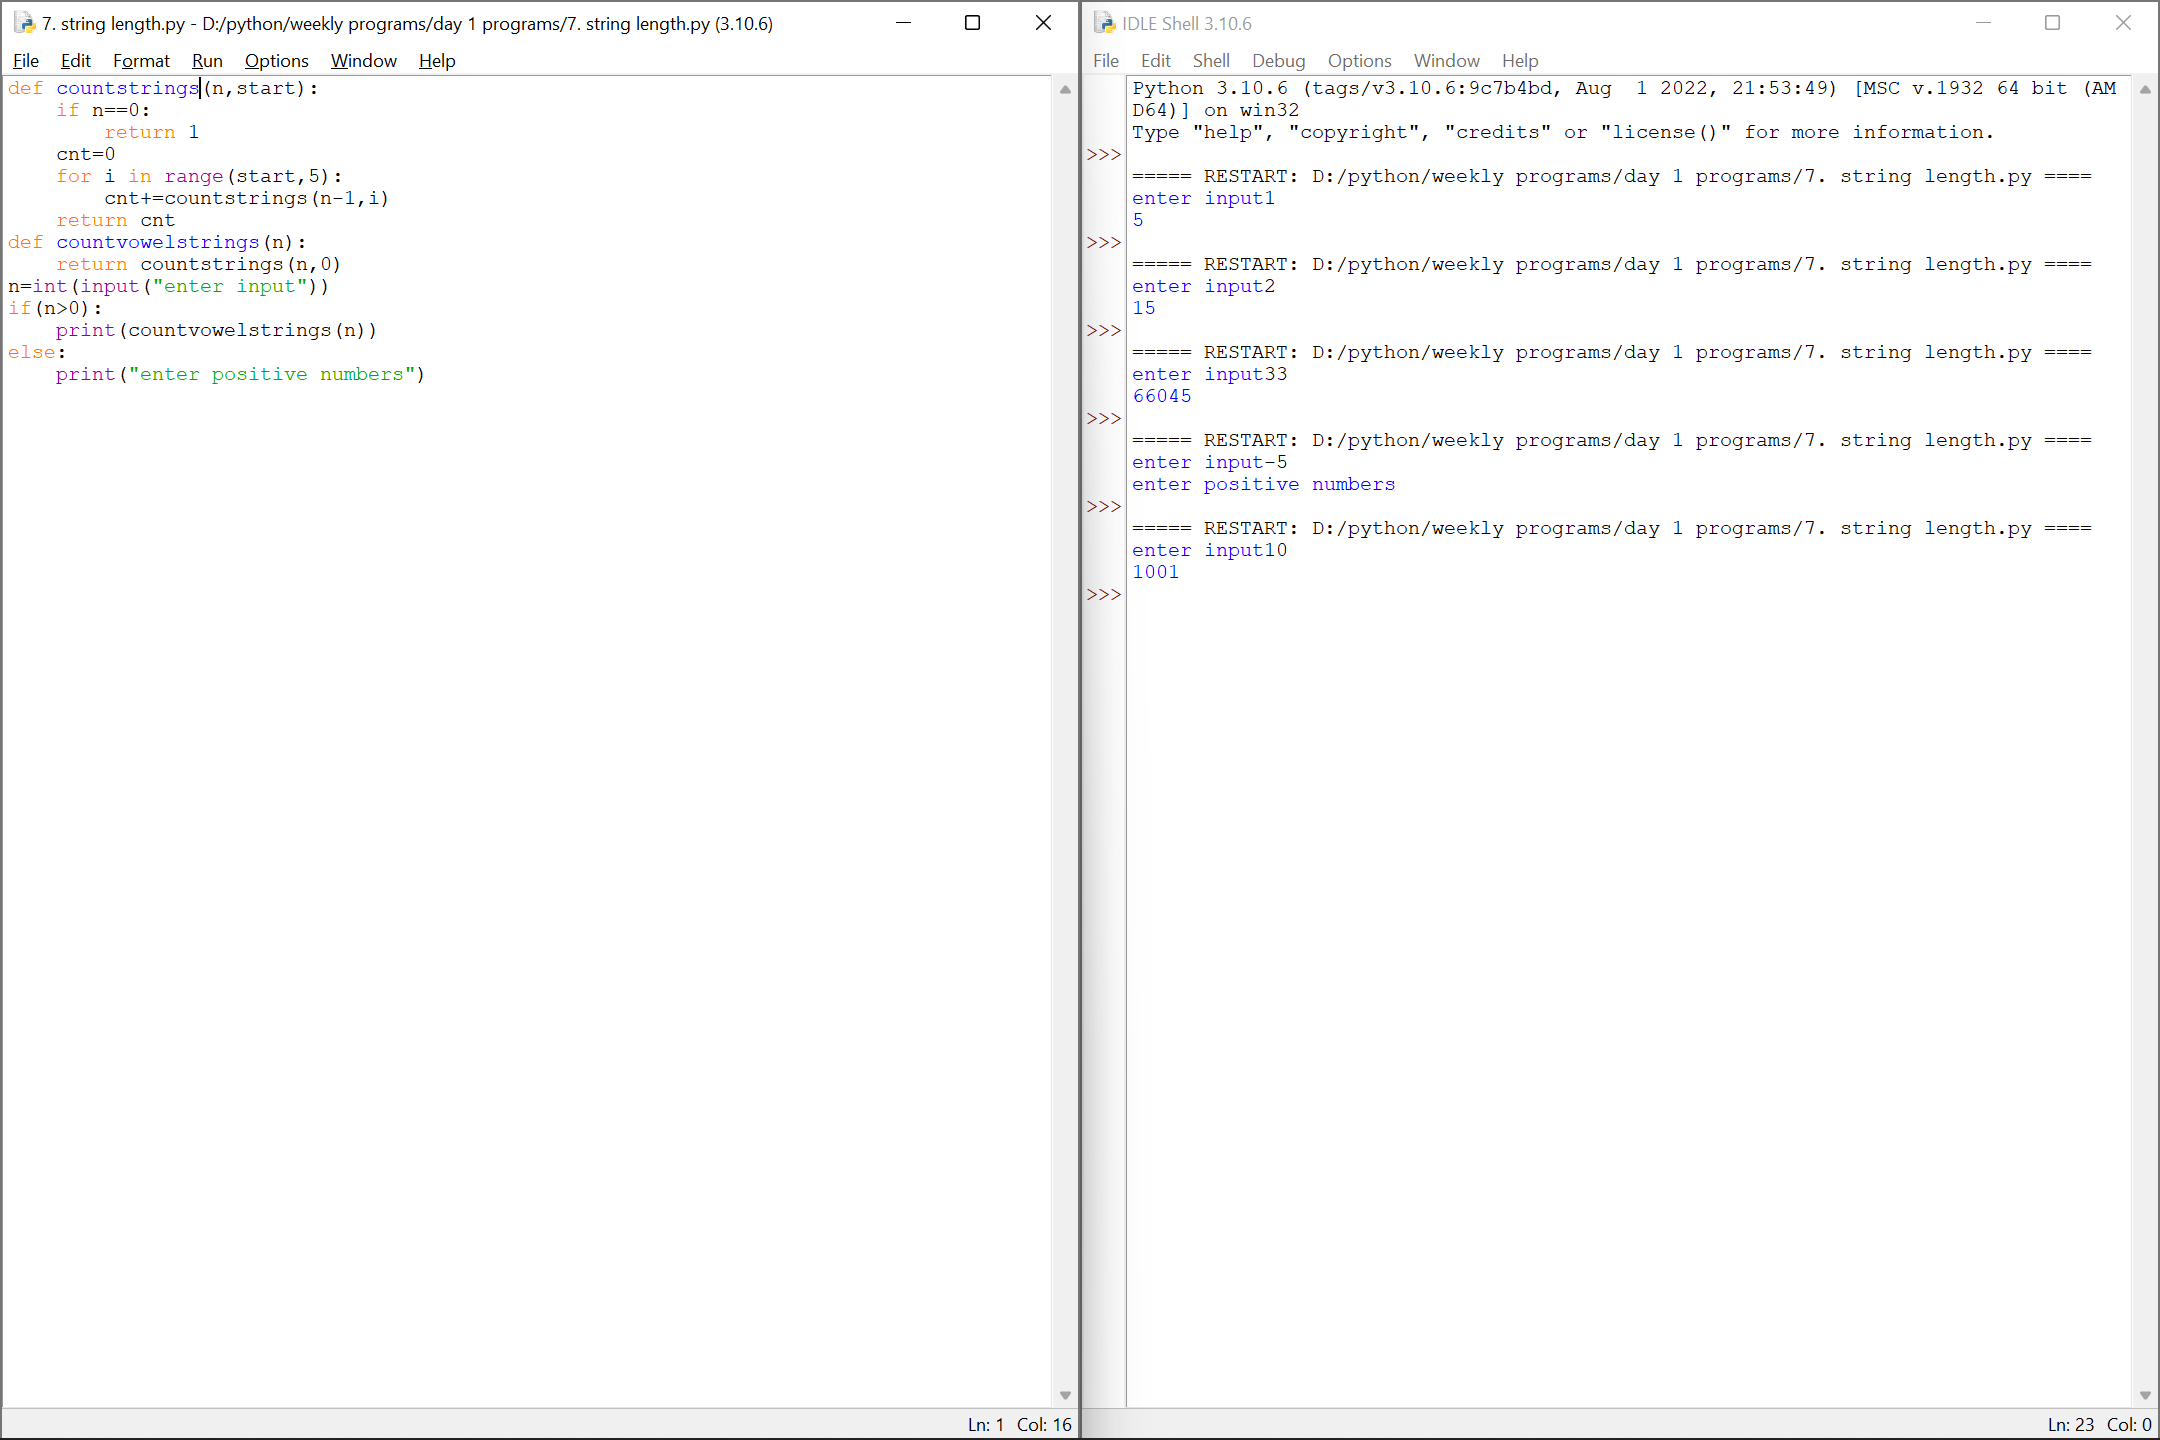 7. string length.py - D:/python/weekly programs/day 1 programs/7. string length.py (3.10.6)
File Edit Format Run Options Window Help
def countstrings(n,start):
    if n==0:
        return 1
    cnt=0
    for i in range(start,5):
        cnt+=countstrings(n-1,i)
    return cnt
def countvowelstrings(n):
    return countstrings(n,0)
n=int(input("enter input"))
if(n>0):
    print(countvowelstrings(n))
else:
    print("enter positive numbers")
Ln: 1 Col: 16
IDLE Shell 3.10.6
File Edit Shell Debug Options Window Help
Python 3.10.6 (tags/v3.10.6:9c7b4bd, Aug  1 2022, 21:53:49) [MSC v.1932 64 bit (AM
D64)] on win32
Type "help", "copyright", "credits" or "license()" for more information.
>>>
===== RESTART: D:/python/weekly programs/day 1 programs/7. string length.py ====
enter input1
5
>>>
===== RESTART: D:/python/weekly programs/day 1 programs/7. string length.py ====
enter input2
15
>>>
===== RESTART: D:/python/weekly programs/day 1 programs/7. string length.py ====
enter input33
66045
>>>
===== RESTART: D:/python/weekly programs/day 1 programs/7. string length.py ====
enter input-5
enter positive numbers
>>>
===== RESTART: D:/python/weekly programs/day 1 programs/7. string length.py ====
enter input10
1001
>>>
Ln: 23 Col: 0